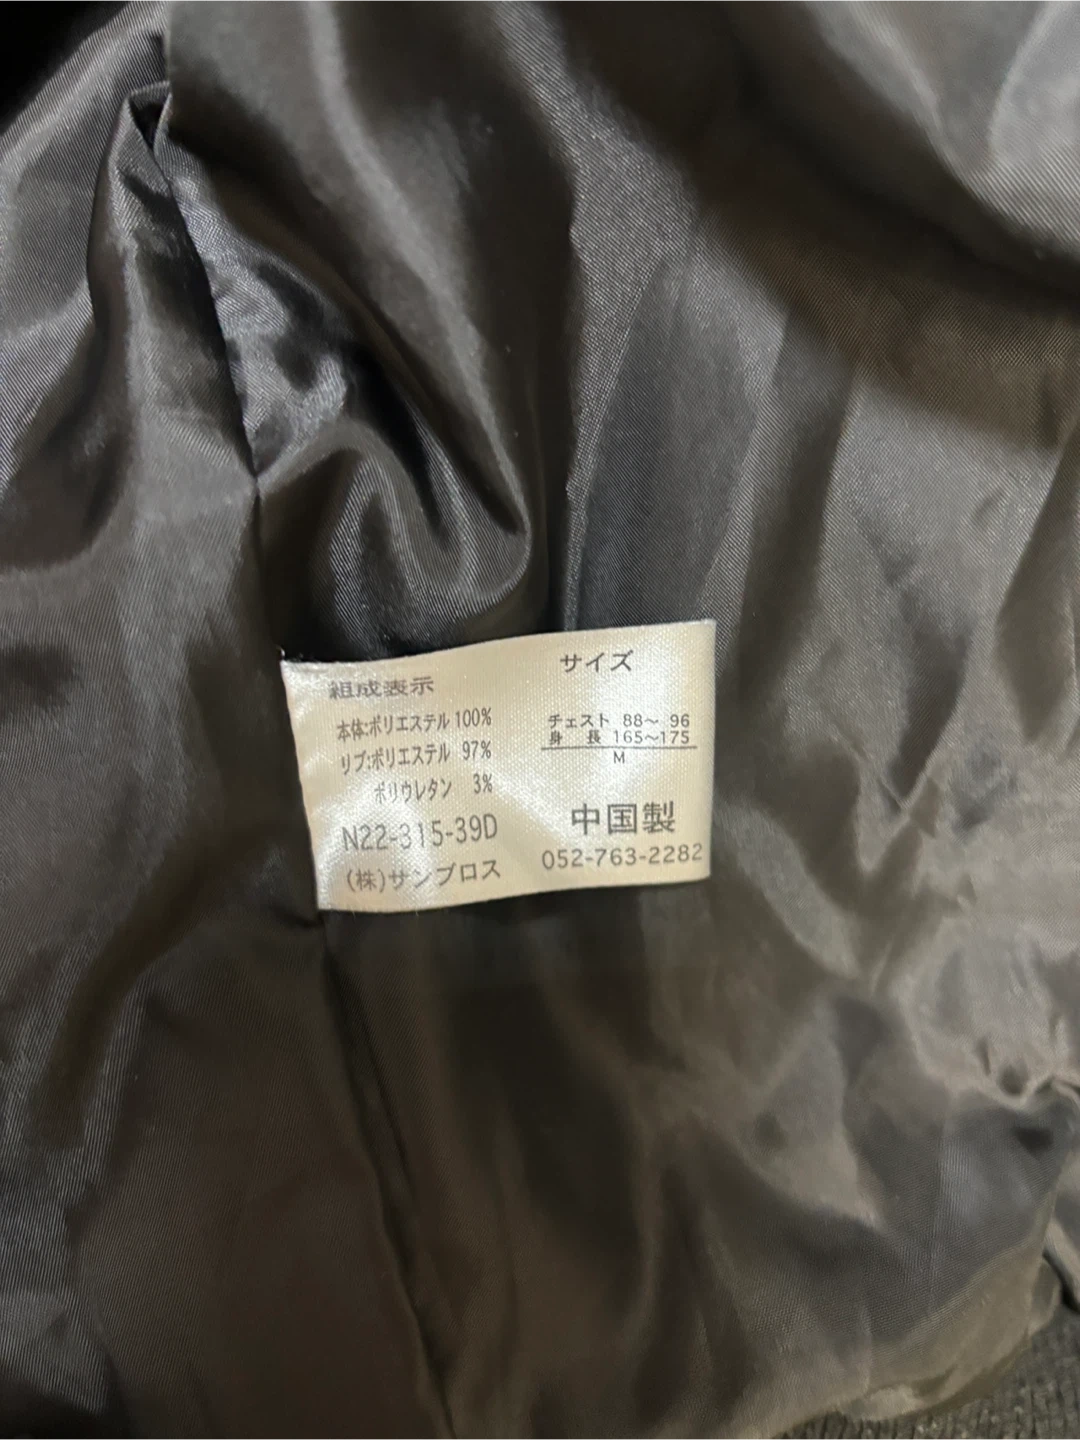 組成表示
本体:ポリエステル 100%
リブ:ポリエステル 97%
ポリウレタン 3%
N22-315-39D
(株)サンブロス
サイズ
チェスト 88〜 96
身 長 165〜175
M
中国製
052-763-2282